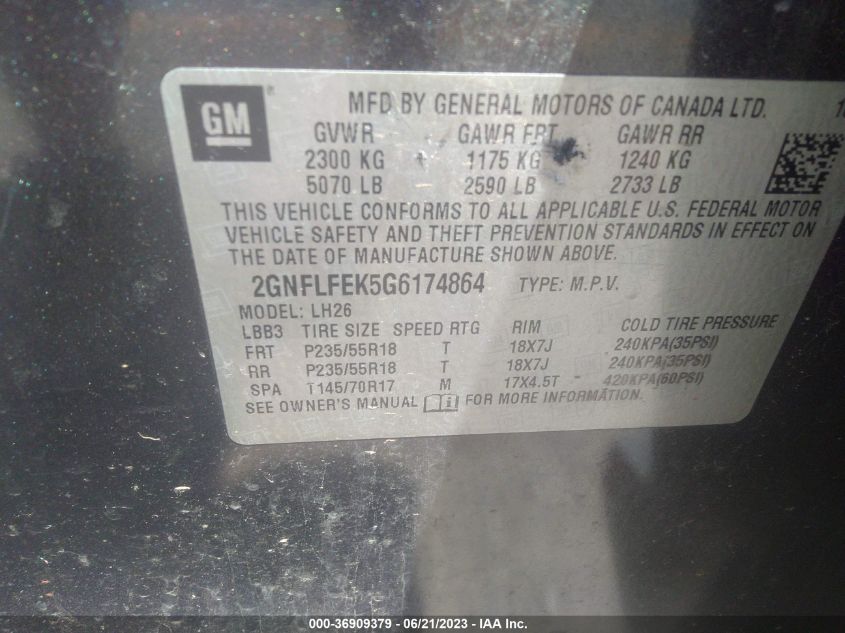 GM ® MFD BY GENERAL MOTORS OF CANADA LTD.
GVWR GAWR FRT GAWR RR
2300 KG 1175 KG 1240 KG
5070 LB 2590 LB 2733 LB
THIS VEHICLE CONFORMS TO ALL APPLICABLE U.S. FEDERAL MOTOR
VEHICLE SAFETY AND THEFT PREVENTION STANDARDS IN EFFECT ON
THE DATE OF MANUFACTURE SHOWN ABOVE.
2GNFLFEK5G6174864 TYPE: M.P.V.
MODEL: LH26
LBB3 TIRE SIZE SPEED RTG RIM COLD TIRE PRESSURE
FRT P235/55R18 T 18X7J 240KPA(35PSI)
RR P235/55R18 T 18X7J 240KPA(35PSI)
SPA T145/70R17 M 17X4.5T 420KPA(60PSI)
SEE OWNER'S MANUAL FOR MORE INFORMATION.
000-36909379 - 06/21/2023 - IAA Inc.